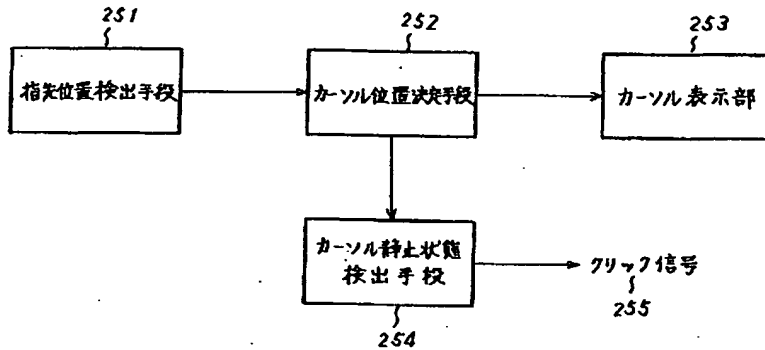 251
252
253
指先位置検出手段
カーソル位置決定手段
カーソル表示部
カーソル静止状態
検出手段
クリック信号
255
254